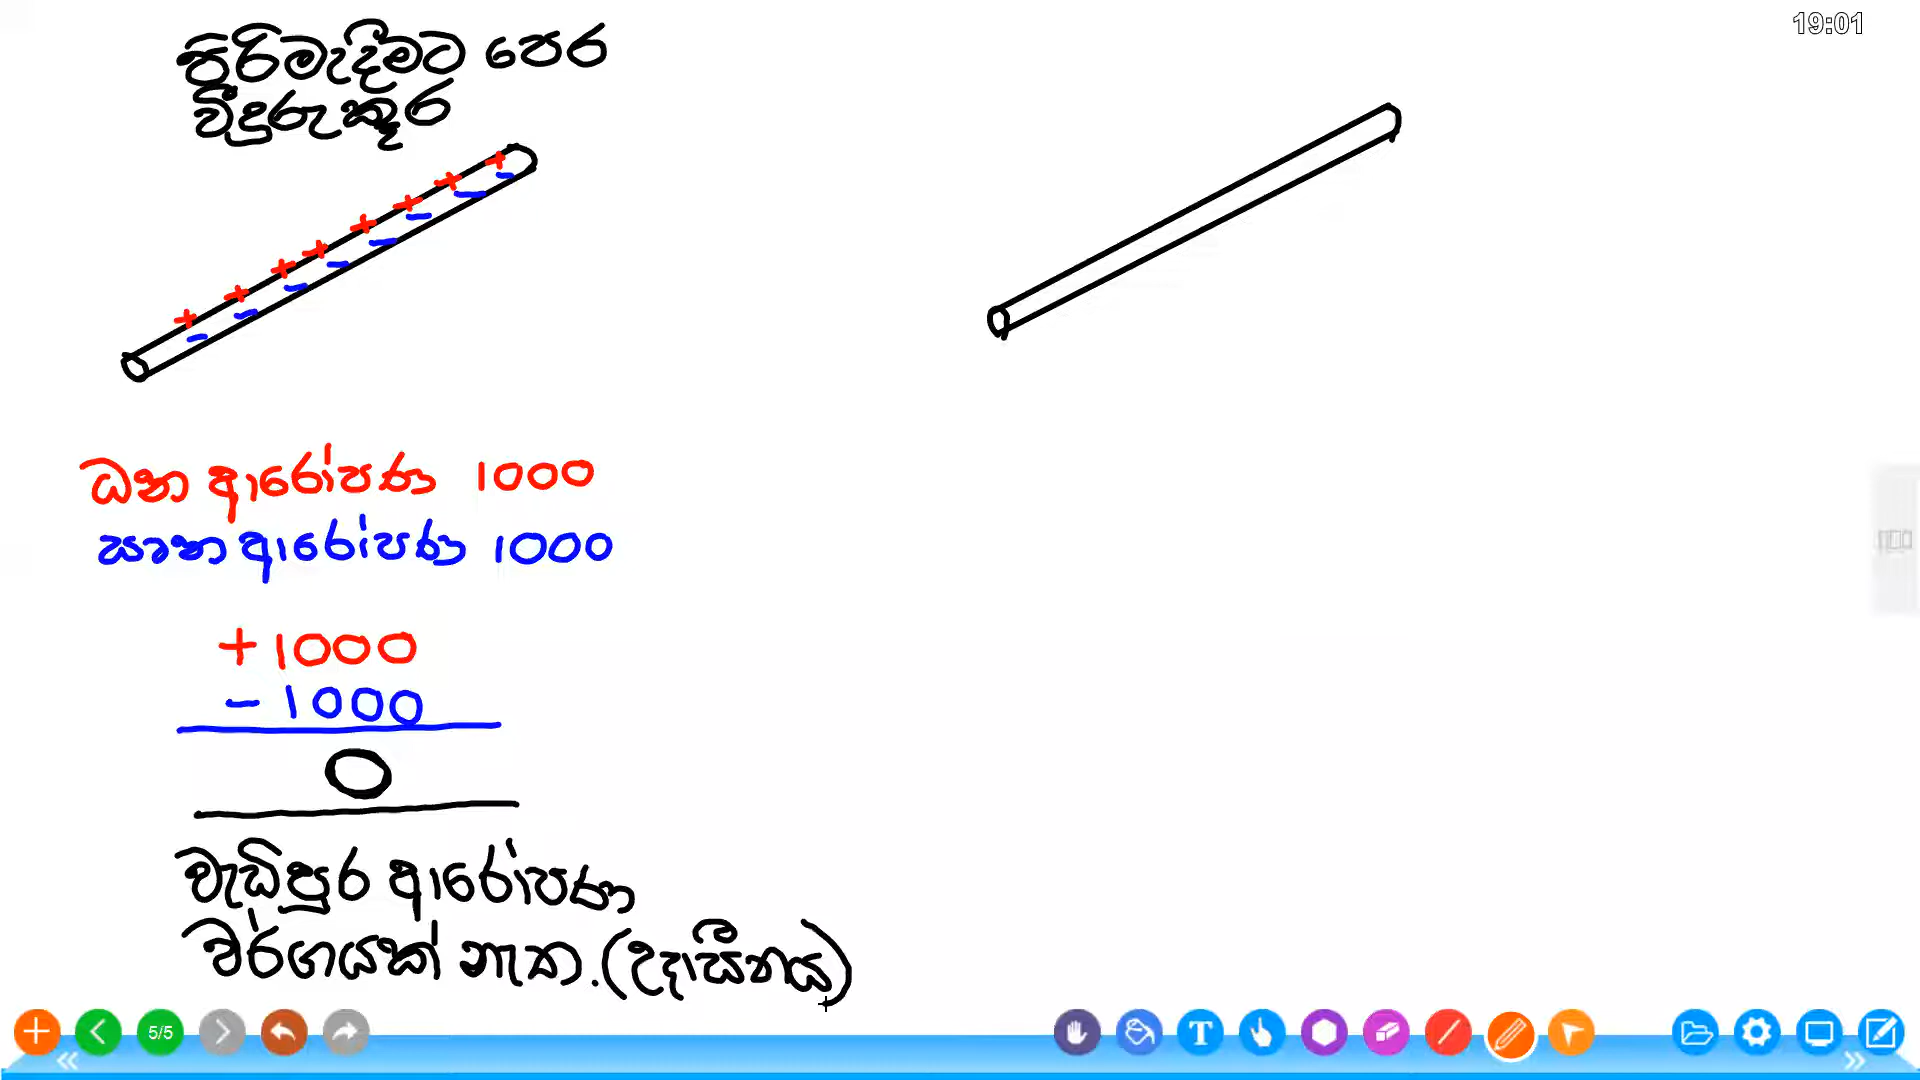 19:01
පිරිමැදීමට පෙර
වීදුරු කූර
ධන ආරෝපණ 1000
සෘන ආරෝපණ 1000
+1000
-1000
0
වැඩිපුර ආරෝපණ
වර්ගයක් නැත. (උදාසීනය)
5/5